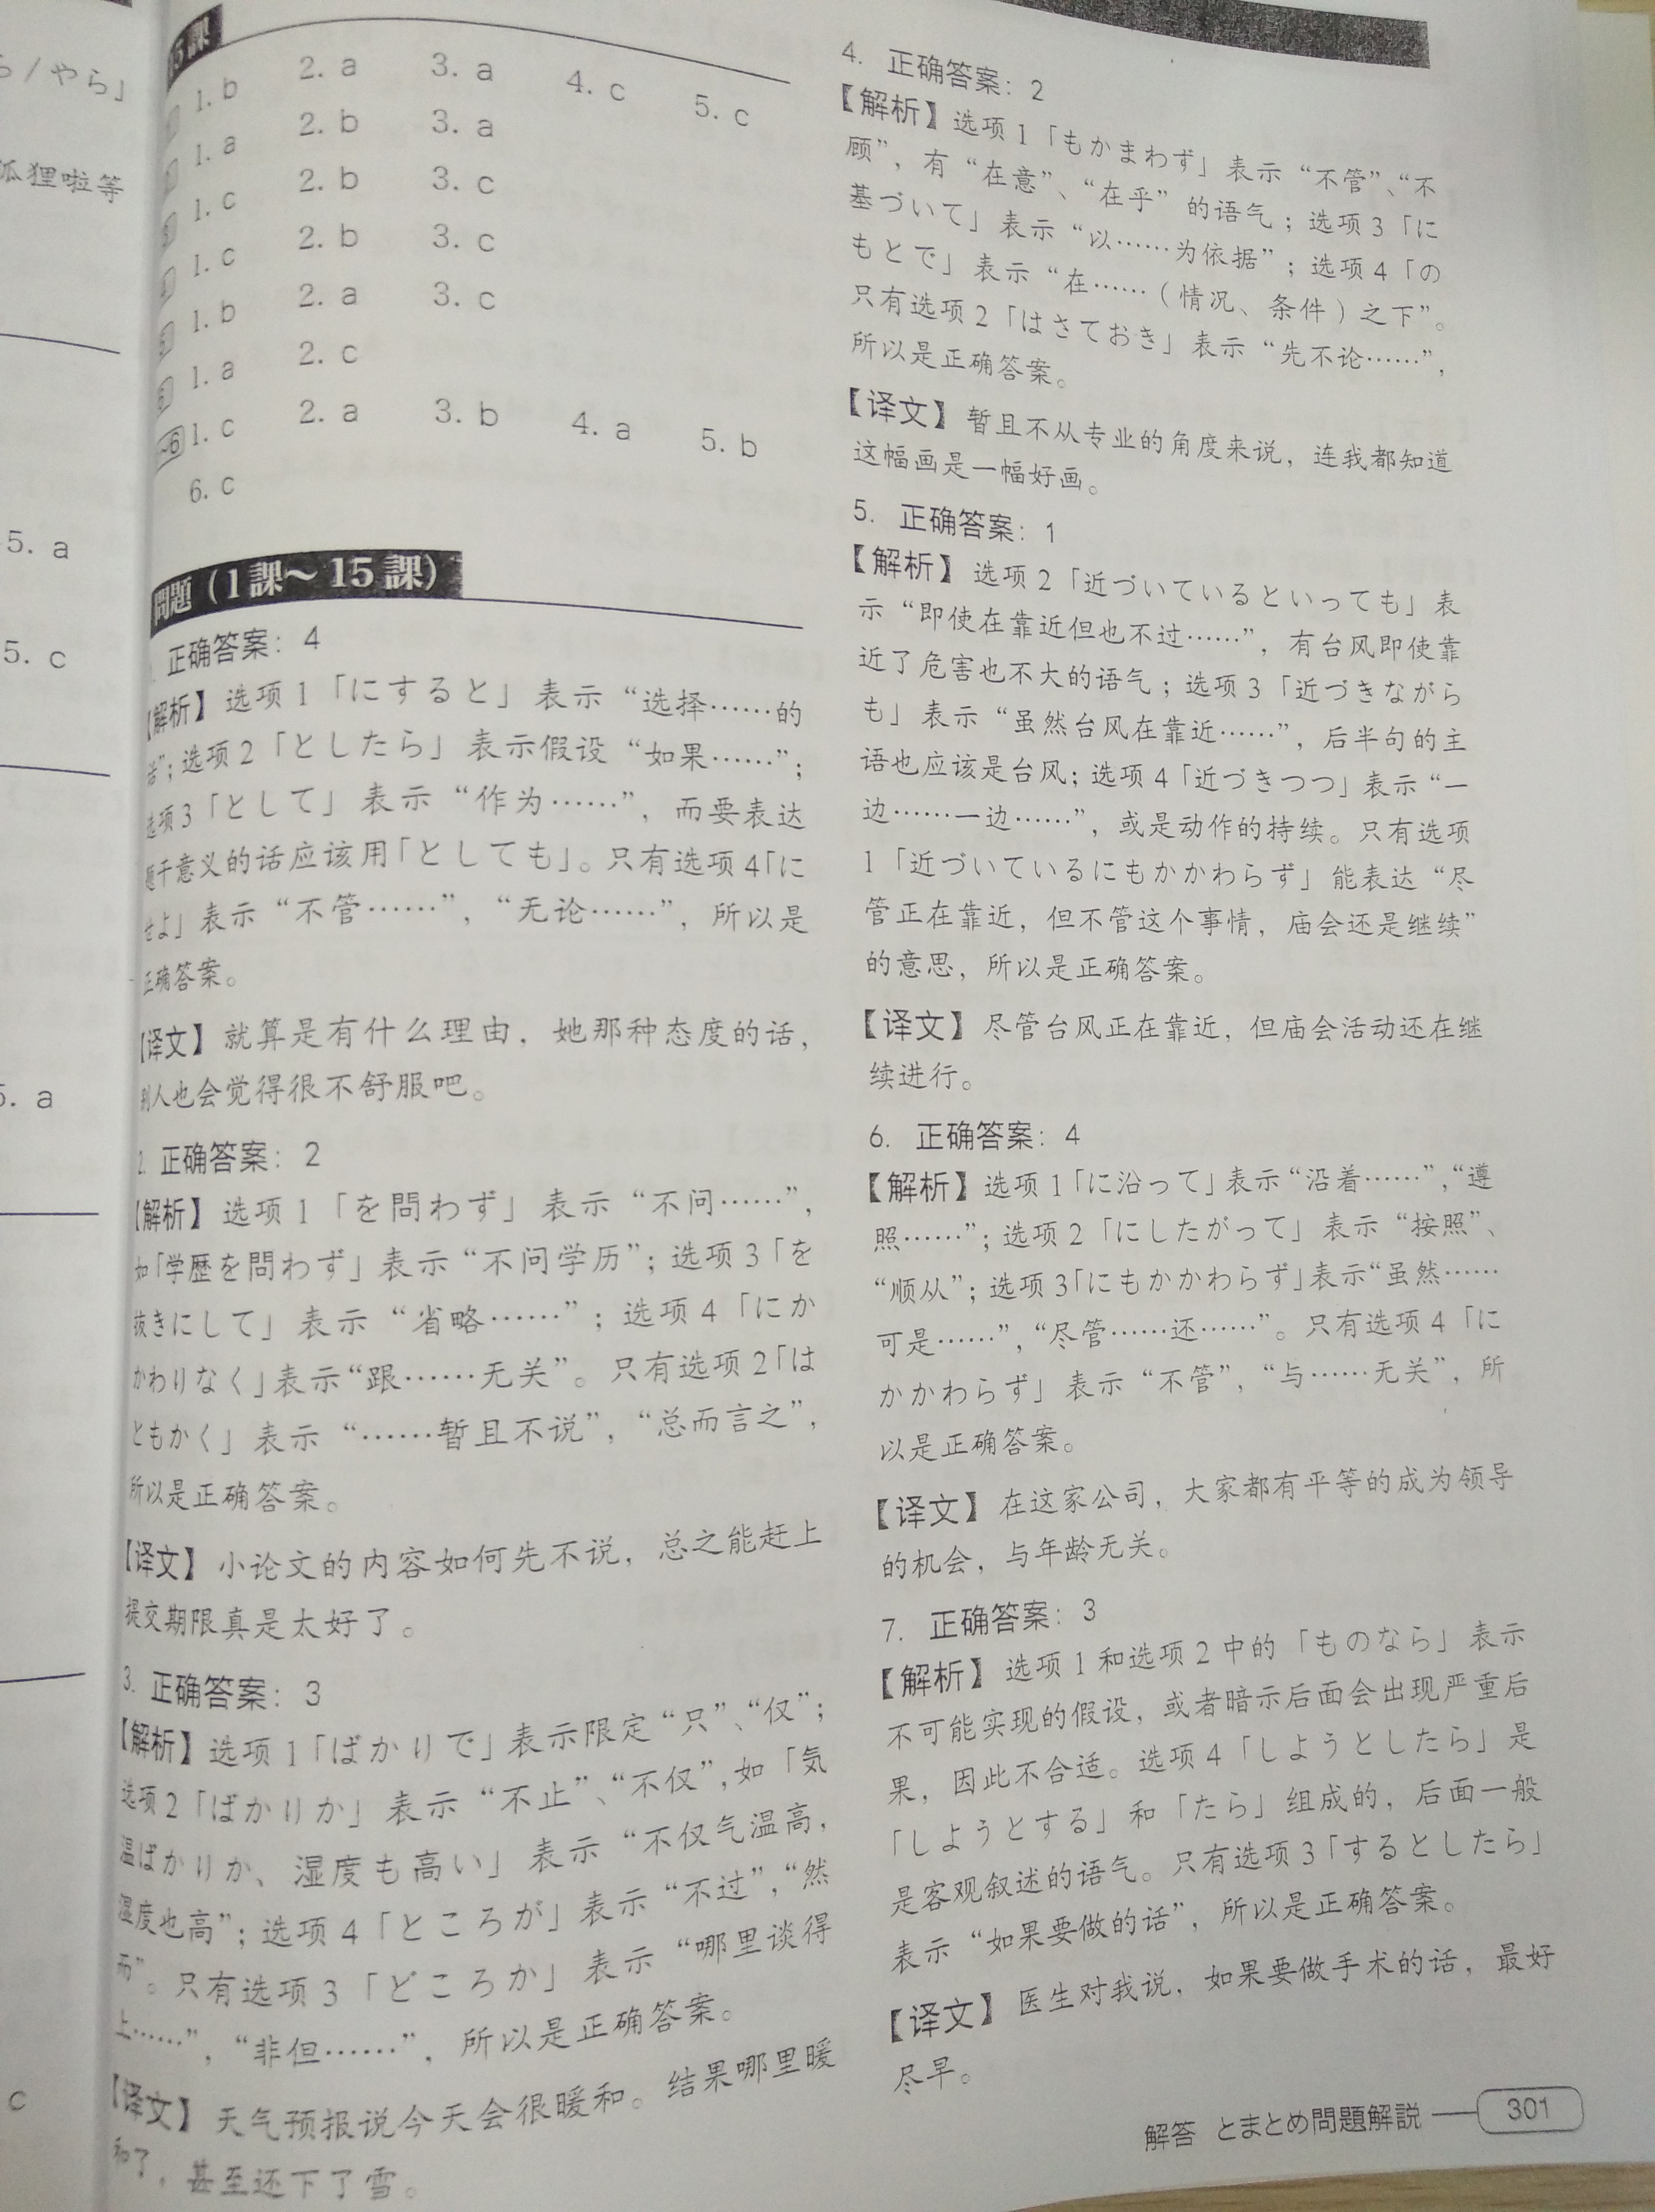 ら/やら」
狐狸啦等
5. a
5. c
5. a
c
15課
1. b 2. a 3. a 4. c 5. c
1. a 2. b 3. a
1. c 2. b 3. c
1. c 2. b 3. c
1. b 2. a 3. c
1. a 2. c
~6 1. c 2. a 3. b 4. a 5. b
6. c
問題（1課～15課）
正确答案：4
【解析】选项1「にすると」表示“选择……的
话”；选项2「としたら」表示假设“如果……”；
选项3「として」表示“作为……”，而要表达
题干意义的话应该用「としても」。只有选项4「に
せよ」表示“不管……”，“无论……”，所以是
正确答案。
【译文】就算是有什么理由，她那种态度的话，
别人也会觉得很不舒服吧。
2. 正确答案：2
【解析】选项1「を問わず」表示“不问……”，
如「学歴を問わず」表示“不问学历”；选项3「を
抜きにして」表示“省略……”；选项4「にか
かわりなく」表示“跟……无关”。只有选项2「は
ともかく」表示“……暂且不说”，“总而言之”，
所以是正确答案。
【译文】小论文的内容如何先不说，总之能赶上
提交期限真是太好了。
3. 正确答案：3
【解析】选项1「ばかりで」表示限定“只”、“仅”；
选项2「ばかりか」表示“不止”、“不仅”，如「気
温ばかりか、湿度も高い」表示“不仅气温高，
湿度也高”；选项4「ところが」表示“不过”，“然
而”。只有选项3「どころか」表示“哪里谈得
上……”，“非但……”，所以是正确答案。
【译文】天气预报说今天会很暖和。结果哪里暖
和了，甚至还下了雪。
4. 正确答案：2
【解析】选项1「もかまわず」表示“不管”、“不
顾”，有“在意”、“在乎”的语气；选项3「に
基づいて」表示“以……为依据”；选项4「の
もとで」表示“在……（情况、条件）之下”。
只有选项2「はさておき」表示“先不论……”，
所以是正确答案。
【译文】暂且不从专业的角度来说，连我都知道
这幅画是一幅好画。
5. 正确答案：1
【解析】选项2「近づいているといっても」表
示“即使在靠近但也不过……”，有台风即使靠
近了危害也不大的语气；选项3「近づきながら
も」表示“虽然台风在靠近……”，后半句的主
语也应该是台风；选项4「近づきつつ」表示“一
边……一边……”，或是动作的持续。只有选项
1「近づいているにもかかわらず」能表达“尽
管正在靠近，但不管这个事情，庙会还是继续”
的意思，所以是正确答案。
【译文】尽管台风正在靠近，但庙会活动还在继
续进行。
6. 正确答案：4
【解析】选项1「に沿って」表示“沿着……”，“遵
照……”；选项2「にしたがって」表示“按照”、
“顺从”；选项3「にもかかわらず」表示“虽然……
可是……”，“尽管……还……”。只有选项4「に
かかわらず」表示“不管”，“与……无关”，所
以是正确答案。
【译文】在这家公司，大家都有平等的成为领导
的机会，与年龄无关。
7. 正确答案：3
【解析】选项1和选项2中的「ものなら」表示
不可能实现的假设，或者暗示后面会出现严重后
果，因此不合适。选项4「しようとしたら」是
「しようとする」和「たら」组成的，后面一般
是客观叙述的语气。只有选项3「するとしたら」
表示“如果要做的话”，所以是正确答案。
【译文】医生对我说，如果要做手术的话，最好
尽早。
解答 とまとめ問題解説 301